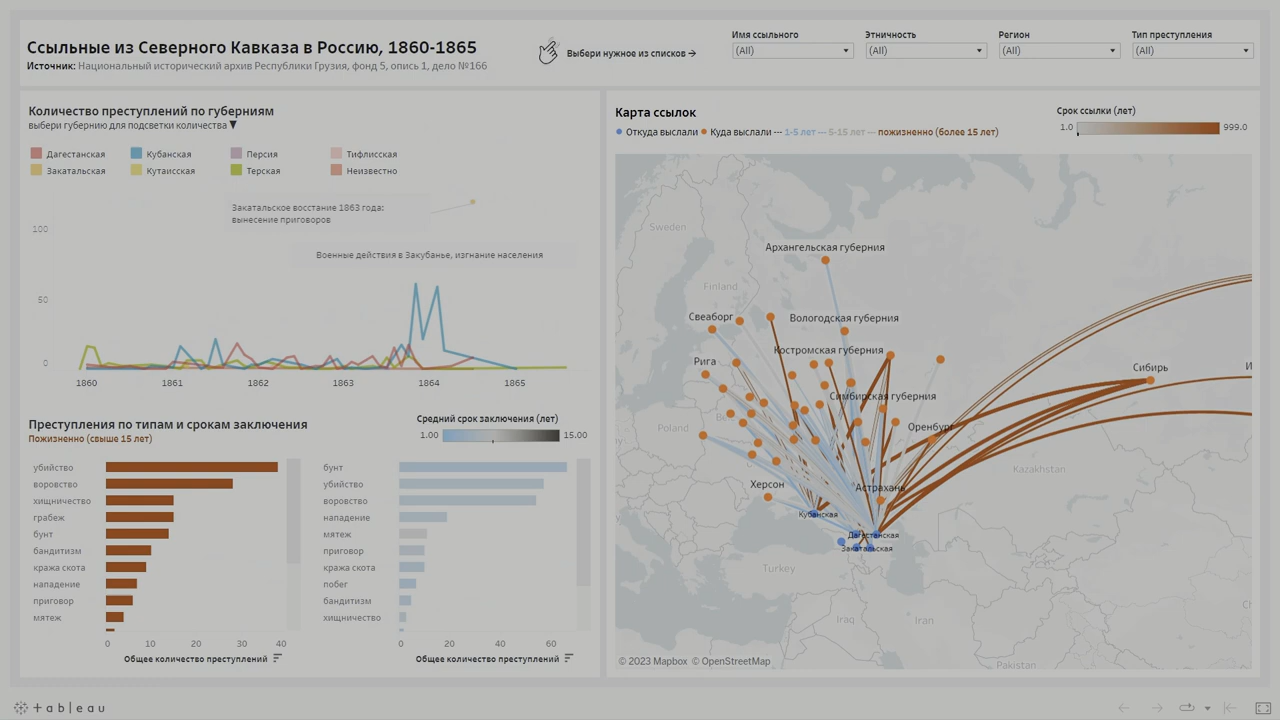 Ссыльные из Северного Кавказа в Россию, 1860-1865
Источник: Национальный исторический архив Республики Грузия, фонд 5, опись 1, дело №166
Выбери нужное из списков →
Имя ссыльного
(All)
Этничность
(All)
Регион
(All)
Тип преступления
(All)
Количество преступлений по губерниям
выбери губернию для подсветки количества ▼
Дагестанская
Кубанская
Персия
Тифлисская
Закатальская
Кутаисская
Терская
Неизвестно
Закатальское восстание 1863 года:
вынесение приговоров
Военные действия в Закубанье, изгнание населения
100
50
0
1860 1861 1862 1863 1864 1865
Преступления по типам и срокам заключения
Пожизненно (свыше 15 лет)
Средний срок заключения (лет)
1.00 15.00
убийство
воровство
хищничество
грабеж
бунт
бандитизм
кража скота
нападение
приговор
мятеж
0 10 20 30 40
Общее количество преступлений
бунт
убийство
воровство
нападение
мятеж
приговор
кража скота
побег
бандитизм
хищничество
0 20 40 60
Общее количество преступлений
Карта ссылок
Откуда выслали Куда выслали --- 1-5 лет — 5-15 лет --- пожизненно (более 15 лет)
Срок ссылки (лет)
1.0 999.0
Sweden
Архангельская губерния
Finland
Свеаборг
Вологодская губерния
Костромская губерния
Рига
Сибирь
Симбирская губерния
Poland
Оренбург
Kazakhstan
Херсон
Астрахань
Кубанская
Дагестанская
Закатальская
Turkey
Iraq
Iran
Pakistan
© 2023 Mapbox © OpenStreetMap
+ a b l e a u